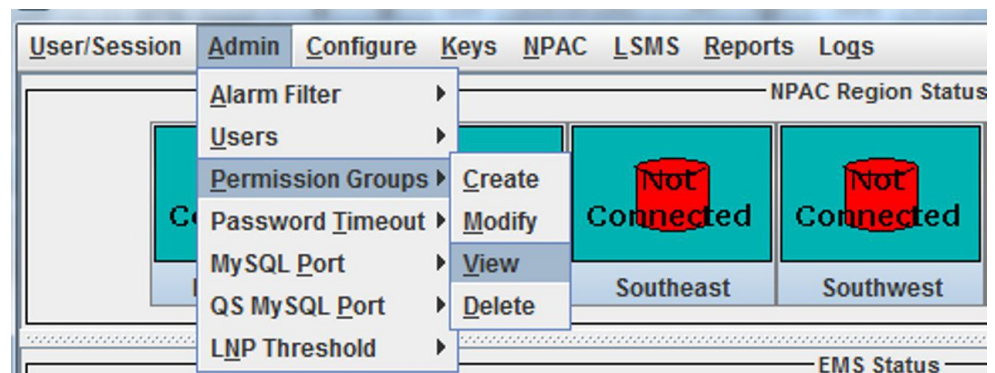 User/Session Admin Configure Keys NPAC LSMS Reports Logs
NPAC Region Status
Alarm Filter
Users
Permission Groups
Password Timeout
MySQL Port
QS MySQL Port
LNP Threshold
Create
Modify
View
Delete
Not
Connected
Southeast
Not
Connected
Southwest
EMS Status